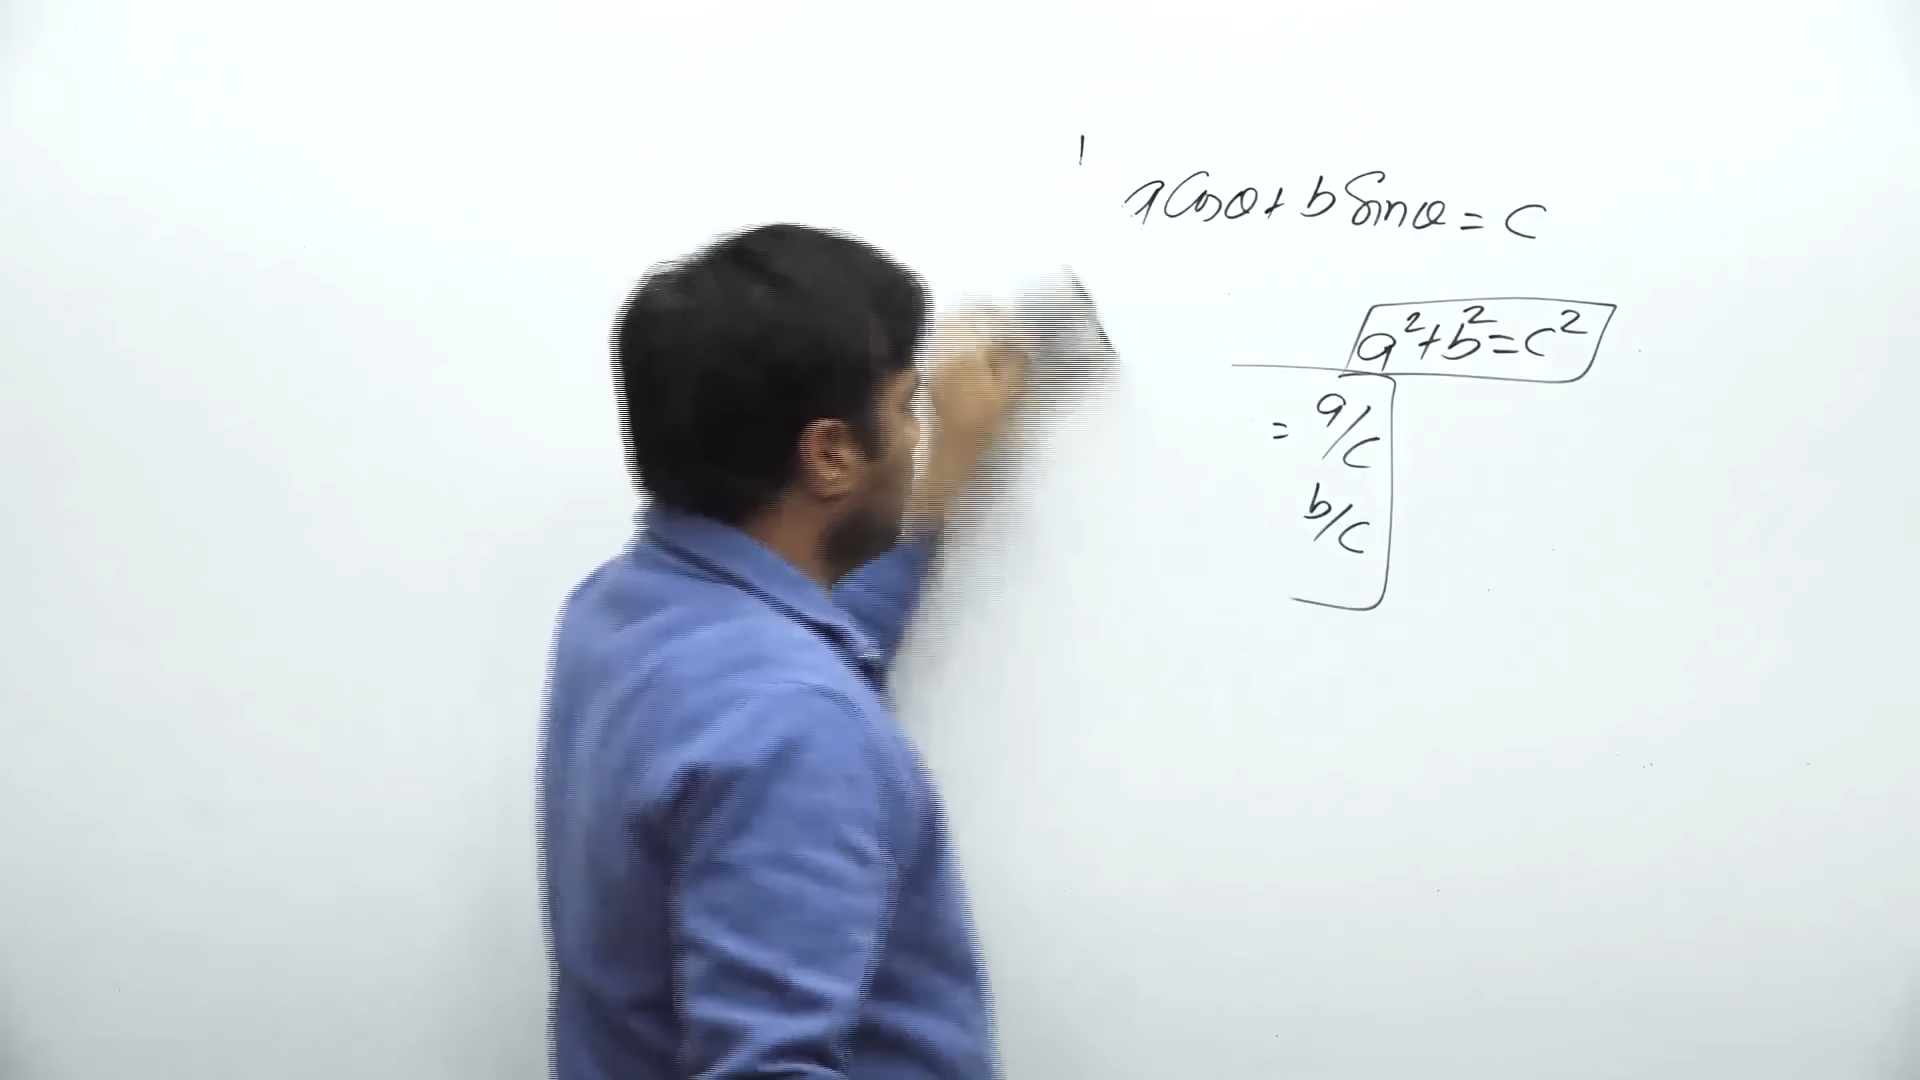 a Cosθ + b Sinθ = c
a² + b² = c²
= a/c
b/c